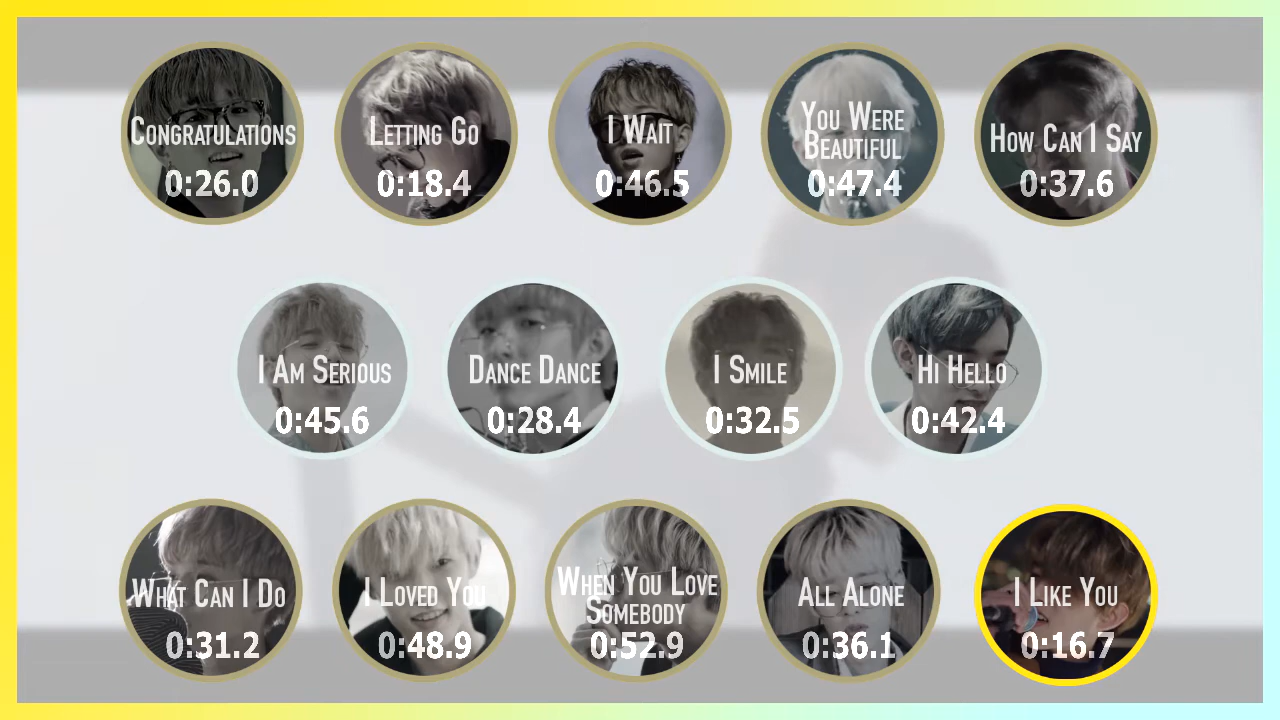 Congratulations
0:26.0
Letting Go
0:18.4
I Wait
0:46.5
You Were
Beautiful
0:47.4
How Can I Say
0:37.6
I Am Serious
0:45.6
Dance Dance
0:28.4
I Smile
0:32.5
Hi Hello
0:42.4
What Can I Do
0:31.2
I Loved You
0:48.9
When You Love
Somebody
0:52.9
All Alone
0:36.1
I Like You
0:16.7